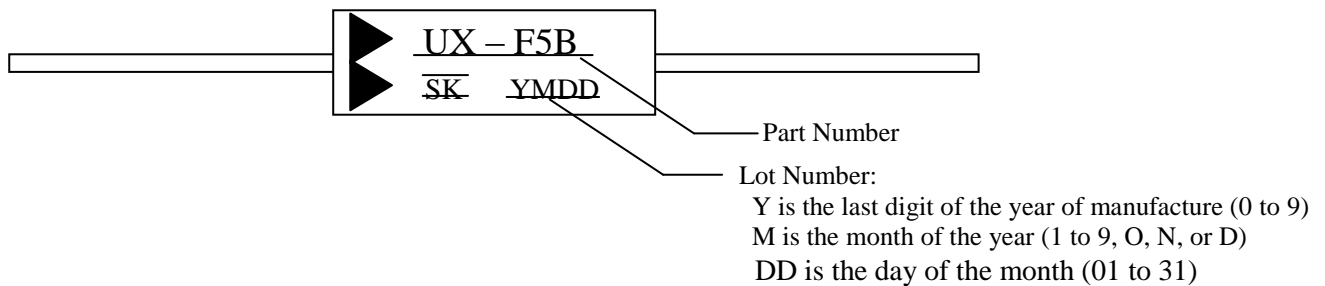 UX – F5B
SK YMDD
Part Number
Lot Number:
Y is the last digit of the year of manufacture (0 to 9)
M is the month of the year (1 to 9, O, N, or D)
DD is the day of the month (01 to 31)